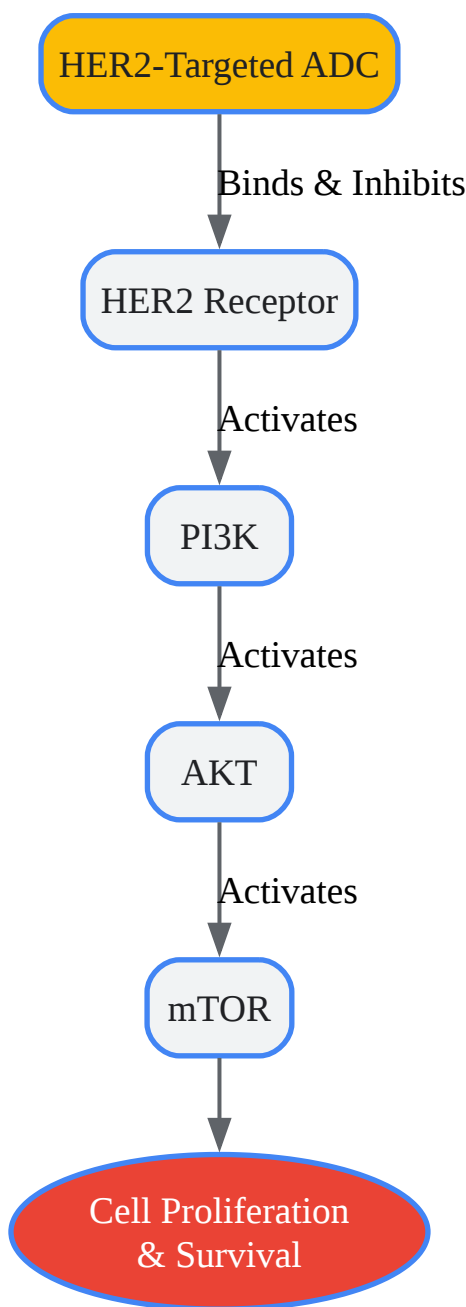 HER2-Targeted ADC
Binds & Inhibits
HER2 Receptor
Activates
PI3K
Activates
AKT
Activates
mTOR
Cell Proliferation
& Survival